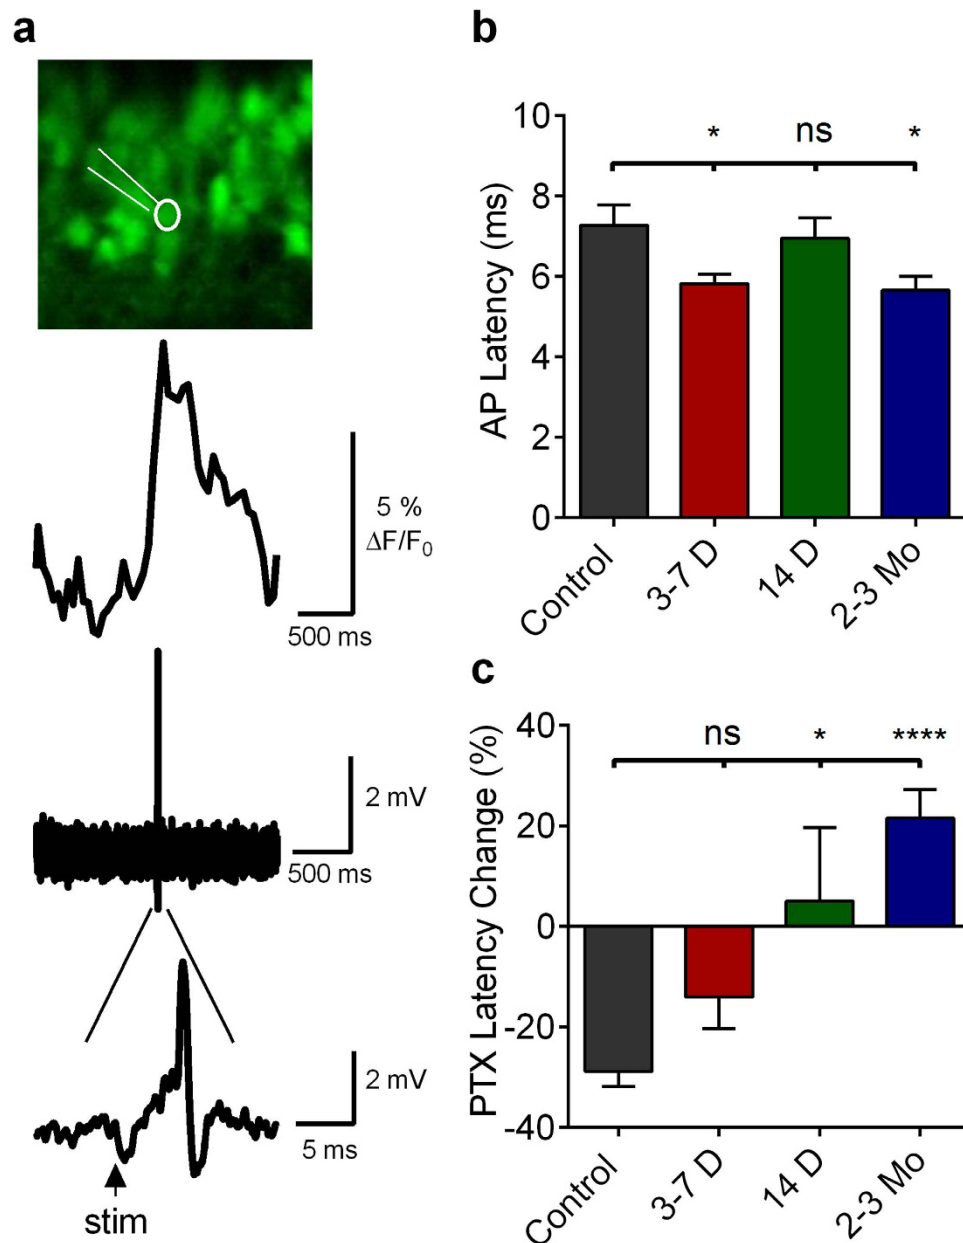 a
5 %
ΔF/F0
500 ms
2 mV
500 ms
2 mV
5 ms
stim
b
AP Latency (ms)
10
8
6
4
2
0
* ns *
Control 3-7 D 14 D 2-3 Mo
c
PTX Latency Change (%)
40
20
0
-20
-40
ns * ****
Control 3-7 D 14 D 2-3 Mo